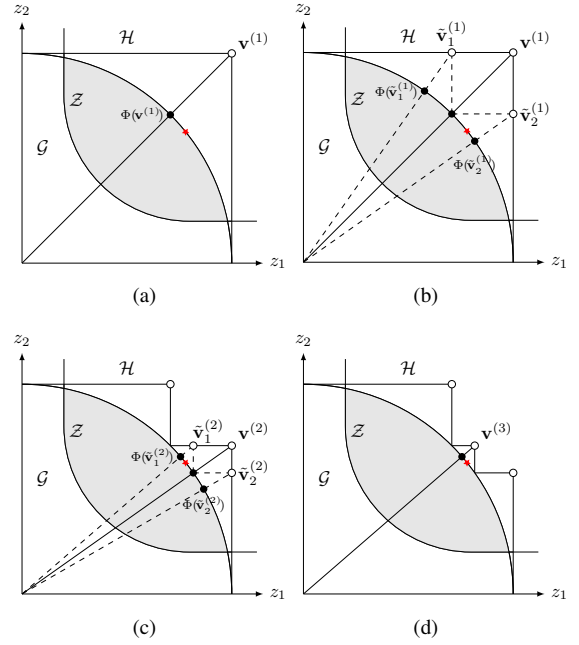 z₂
ℋ
v⁽¹⁾
𝒵
Φ(v⁽¹⁾)
𝒢
z₁
(a)
z₂
ℋ
ṽ₁⁽¹⁾
v⁽¹⁾
𝒵
Φ(ṽ₁⁽¹⁾)
ṽ₂⁽¹⁾
𝒢
Φ(ṽ₂⁽¹⁾)
z₁
(b)
z₂
ℋ
𝒵
ṽ₁⁽²⁾
v⁽²⁾
Φ(ṽ₁⁽²⁾)
ṽ₂⁽²⁾
𝒢
Φ(ṽ₂⁽²⁾)
z₁
(c)
z₂
ℋ
𝒵
v⁽³⁾
𝒢
z₁
(d)